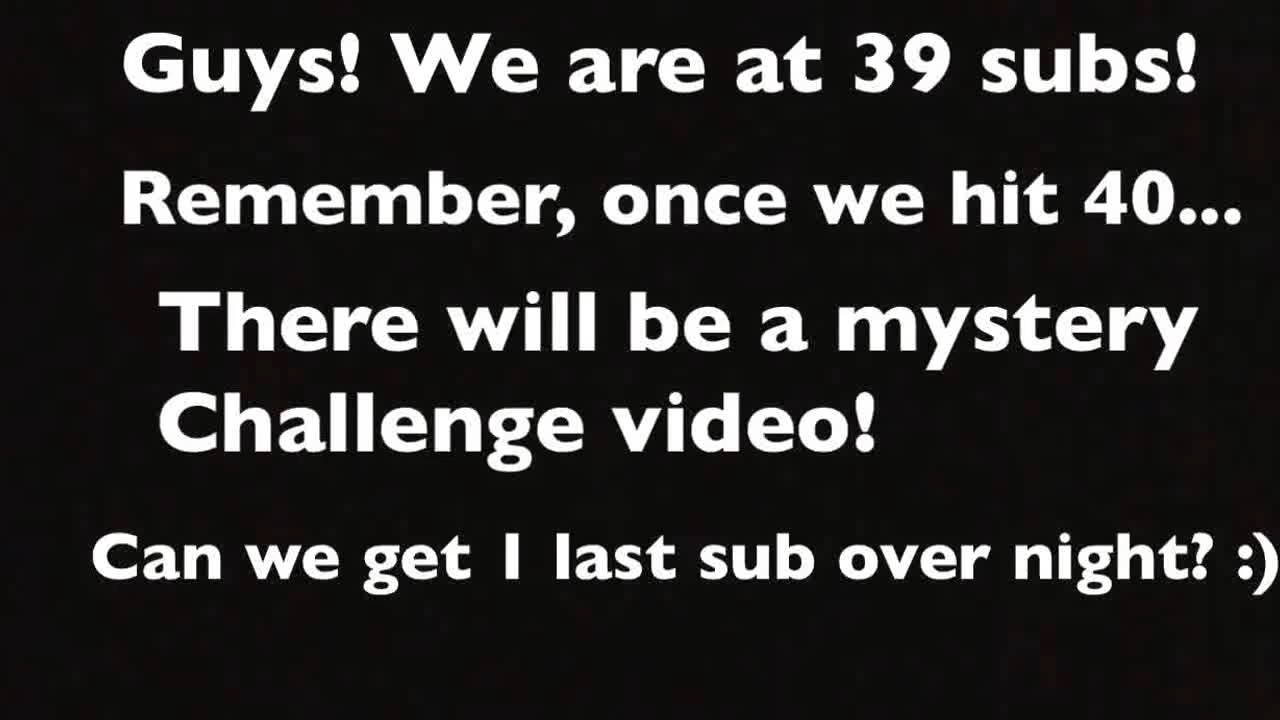 Guys! We are at 39 subs!
Remember, once we hit 40...
There will be a mystery
Challenge video!
Can we get 1 last sub over night? :)